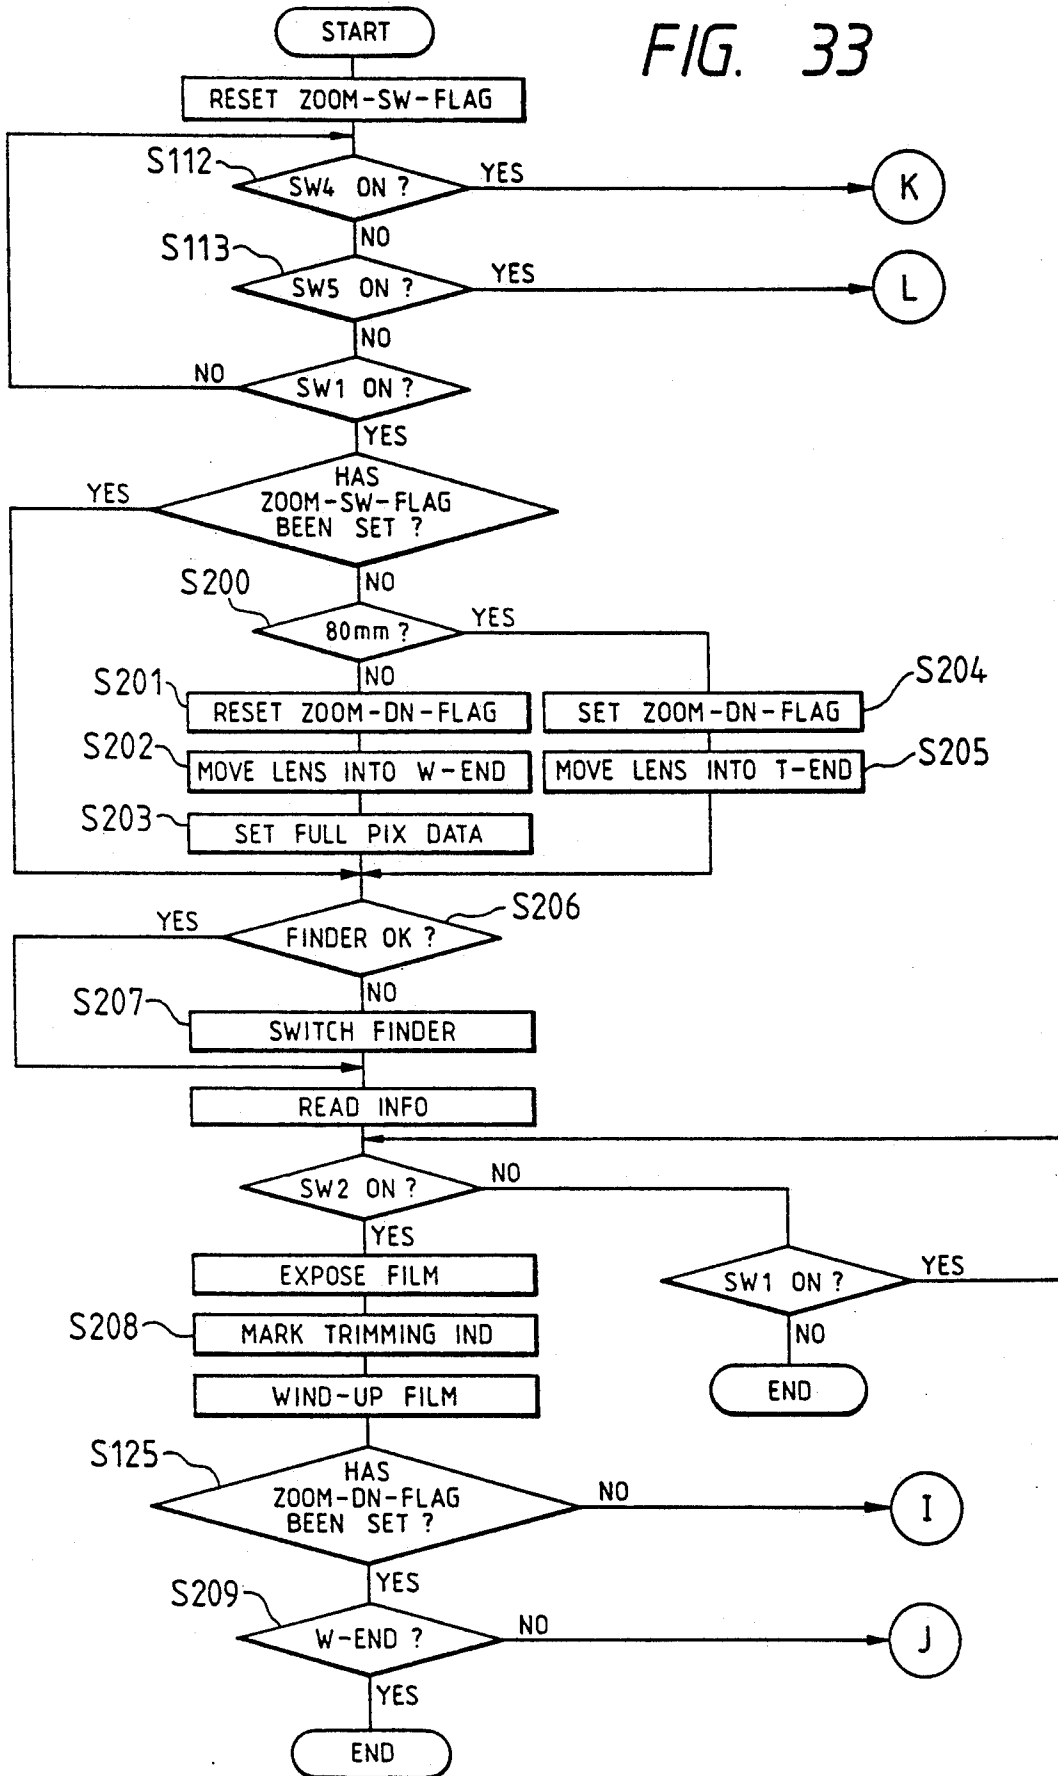 START
FIG. 33
RESET ZOOM-SW-FLAG
S112
SW4 ON ?
YES
K
NO
S113
SW5 ON ?
YES
L
NO
NO
SW1 ON ?
YES
YES
HAS
ZOOM-SW-FLAG
BEEN SET ?
NO
S200
80mm ?
YES
NO
S201
RESET ZOOM-DN-FLAG
SET ZOOM-DN-FLAG
S204
S202
MOVE LENS INTO W-END
MOVE LENS INTO T-END
S205
S203
SET FULL PIX DATA
YES
FINDER OK ?
S206
NO
S207
SWITCH FINDER
READ INFO
SW2 ON ?
NO
YES
EXPOSE FILM
SW1 ON ?
YES
S208
MARK TRIMMING IND
NO
WIND-UP FILM
END
S125
HAS
ZOOM-DN-FLAG
BEEN SET ?
NO
I
YES
S209
W-END ?
NO
J
YES
END